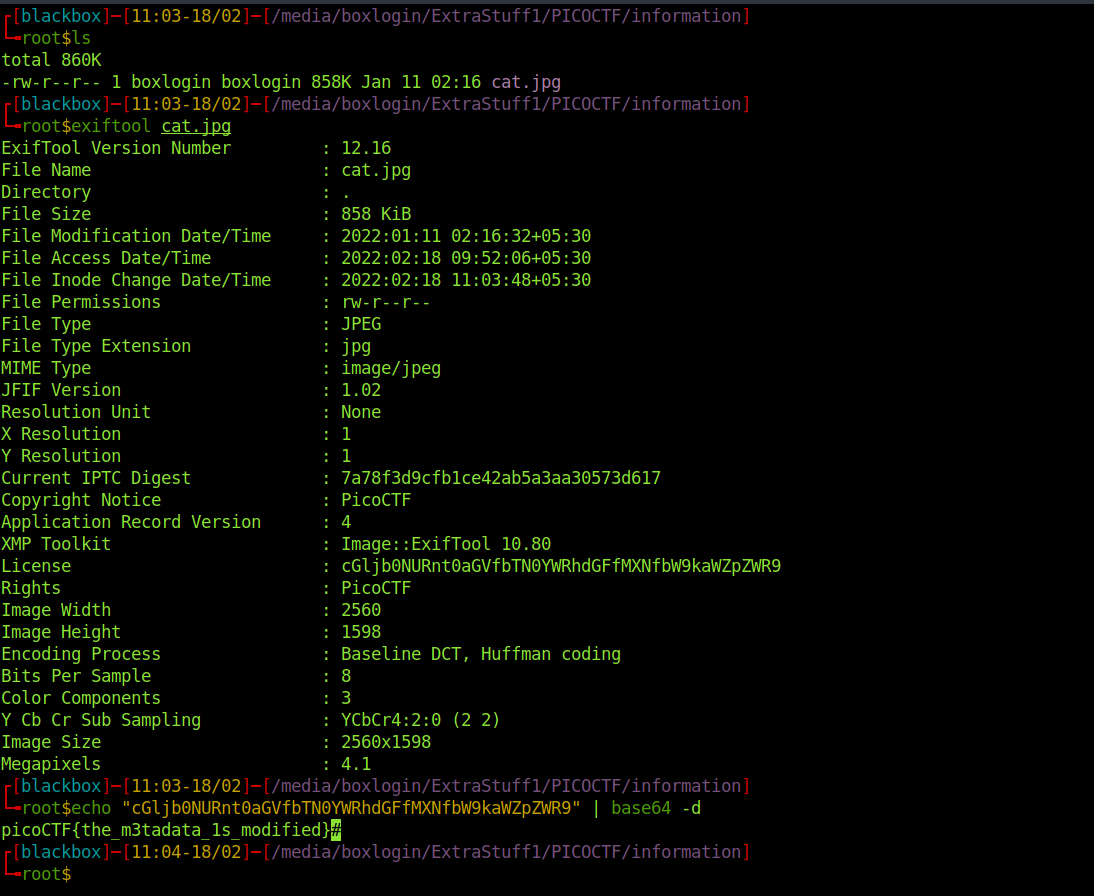 ┌[blackbox]─[11:03-18/02]─[/media/boxlogin/ExtraStuff1/PICOCTF/information]
└╼root$ls
total 860K
-rw-r--r-- 1 boxlogin boxlogin 858K Jan 11 02:16 cat.jpg
┌[blackbox]─[11:03-18/02]─[/media/boxlogin/ExtraStuff1/PICOCTF/information]
└╼root$exiftool cat.jpg
ExifTool Version Number         : 12.16
File Name                       : cat.jpg
Directory                       : .
File Size                       : 858 KiB
File Modification Date/Time     : 2022:01:11 02:16:32+05:30
File Access Date/Time           : 2022:02:18 09:52:06+05:30
File Inode Change Date/Time     : 2022:02:18 11:03:48+05:30
File Permissions                : rw-r--r--
File Type                       : JPEG
File Type Extension             : jpg
MIME Type                       : image/jpeg
JFIF Version                    : 1.02
Resolution Unit                 : None
X Resolution                    : 1
Y Resolution                    : 1
Current IPTC Digest             : 7a78f3d9cfb1ce42ab5a3aa30573d617
Copyright Notice                : PicoCTF
Application Record Version      : 4
XMP Toolkit                     : Image::ExifTool 10.80
License                         : cGljb0NURnt0aGVfbTN0YWRhdGFfMXNfbW9kaWZpZWR9
Rights                          : PicoCTF
Image Width                     : 2560
Image Height                    : 1598
Encoding Process                : Baseline DCT, Huffman coding
Bits Per Sample                 : 8
Color Components                : 3
Y Cb Cr Sub Sampling            : YCbCr4:2:0 (2 2)
Image Size                      : 2560x1598
Megapixels                      : 4.1
┌[blackbox]─[11:03-18/02]─[/media/boxlogin/ExtraStuff1/PICOCTF/information]
└╼root$echo "cGljb0NURnt0aGVfbTN0YWRhdGFfMXNfbW9kaWZpZWR9" | base64 -d
picoCTF{the_m3tadata_1s_modified}#
┌[blackbox]─[11:04-18/02]─[/media/boxlogin/ExtraStuff1/PICOCTF/information]
└╼root$